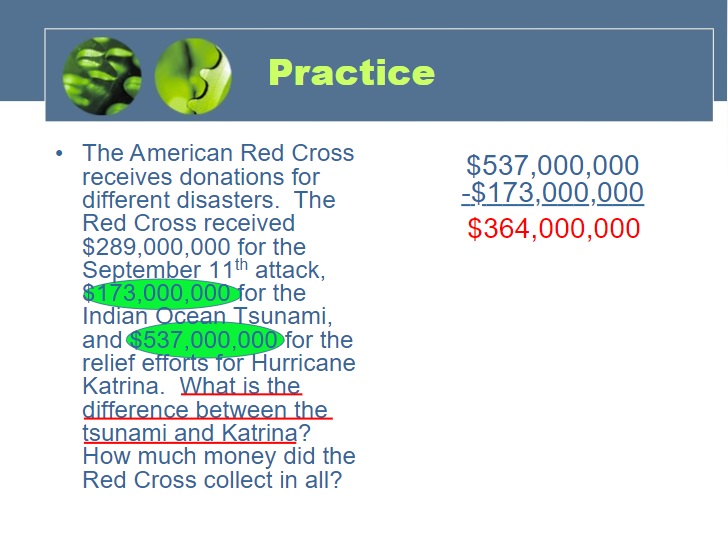 Practice
• The American Red Cross
receives donations for
different disasters.  The
Red Cross received
$289,000,000 for the
September 11th attack,
$173,000,000 for the
Indian Ocean Tsunami,
and $537,000,000 for the
relief efforts for Hurricane
Katrina.  What is the
difference between the
tsunami and Katrina?
How much money did the
Red Cross collect in all?
$537,000,000
-$173,000,000
$364,000,000